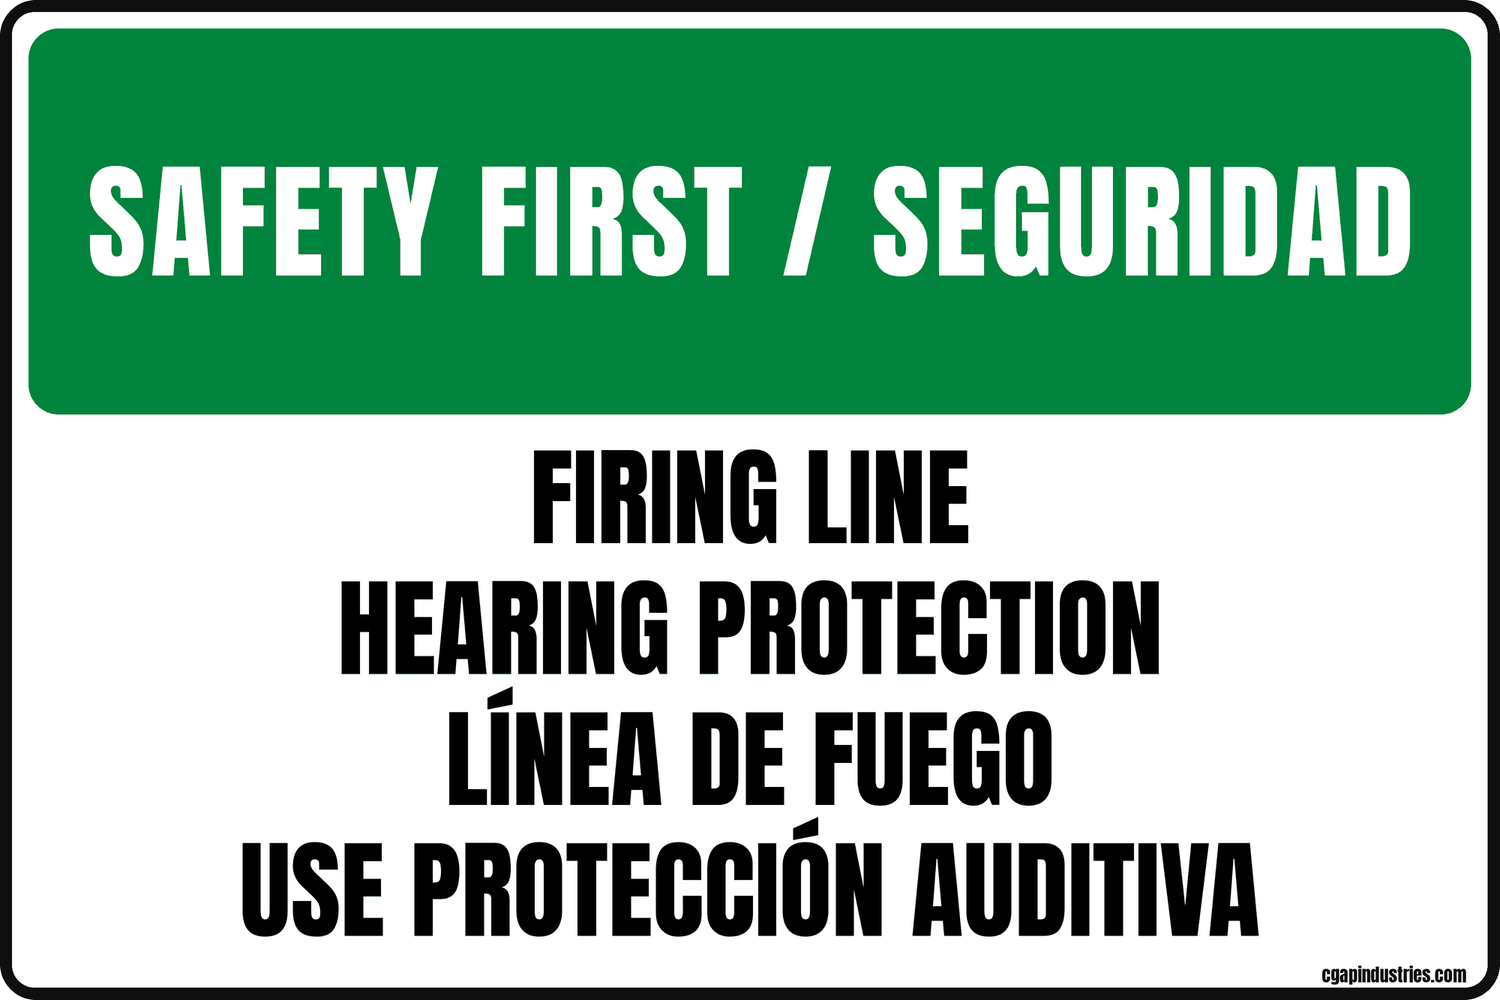 SAFETY FIRST / SEGURIDAD
FIRING LINE
HEARING PROTECTION
LÍNEA DE FUEGO
USE PROTECCIÓN AUDITIVA
cgapindustries.com